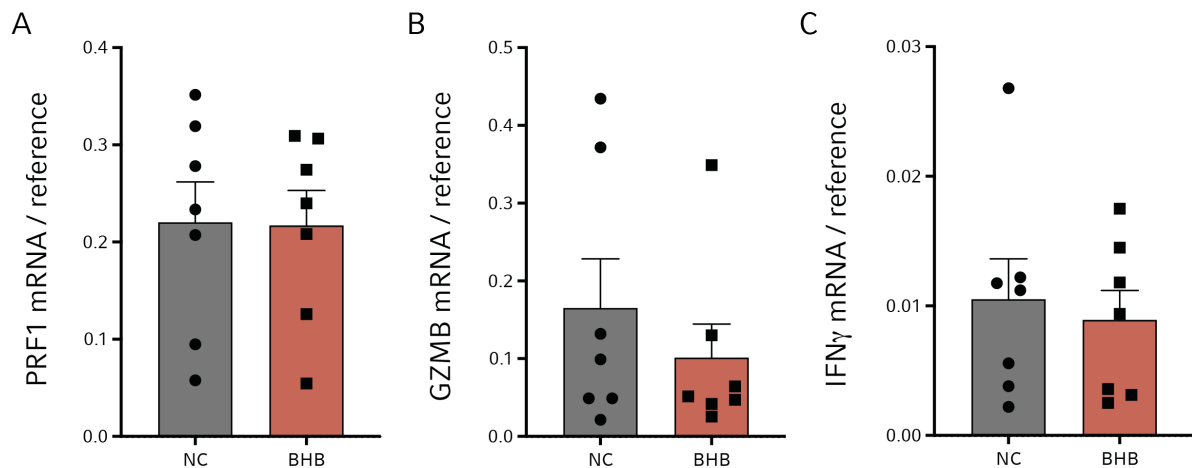 A
PRF1 mRNA / reference
0.4
0.3
0.2
0.1
0.0
NC
BHB
B
GZMB mRNA / reference
0.5
0.4
0.3
0.2
0.1
0.0
NC
BHB
C
IFNγ mRNA / reference
0.03
0.02
0.01
0.00
NC
BHB